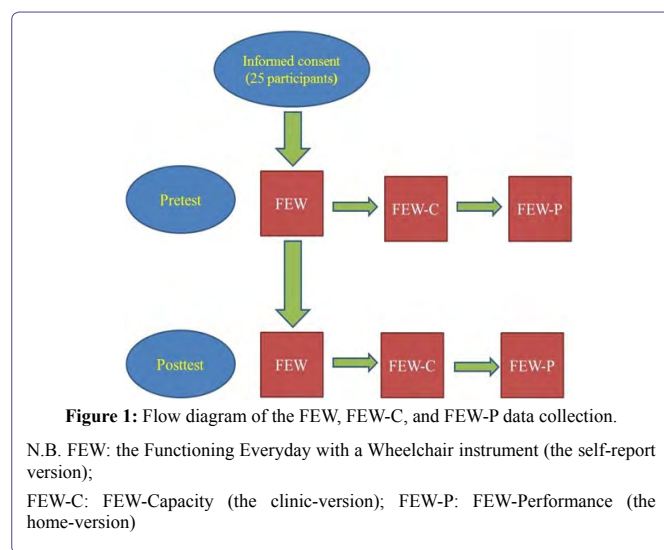 Informed consent
(25 participants)
Pretest
FEW
FEW-C
FEW-P
Posttest
FEW
FEW-C
FEW-P
Figure 1: Flow diagram of the FEW, FEW-C, and FEW-P data collection.
N.B. FEW: the Functioning Everyday with a Wheelchair instrument (the self-report
version);
FEW-C: FEW-Capacity (the clinic-version); FEW-P: FEW-Performance (the
home-version)